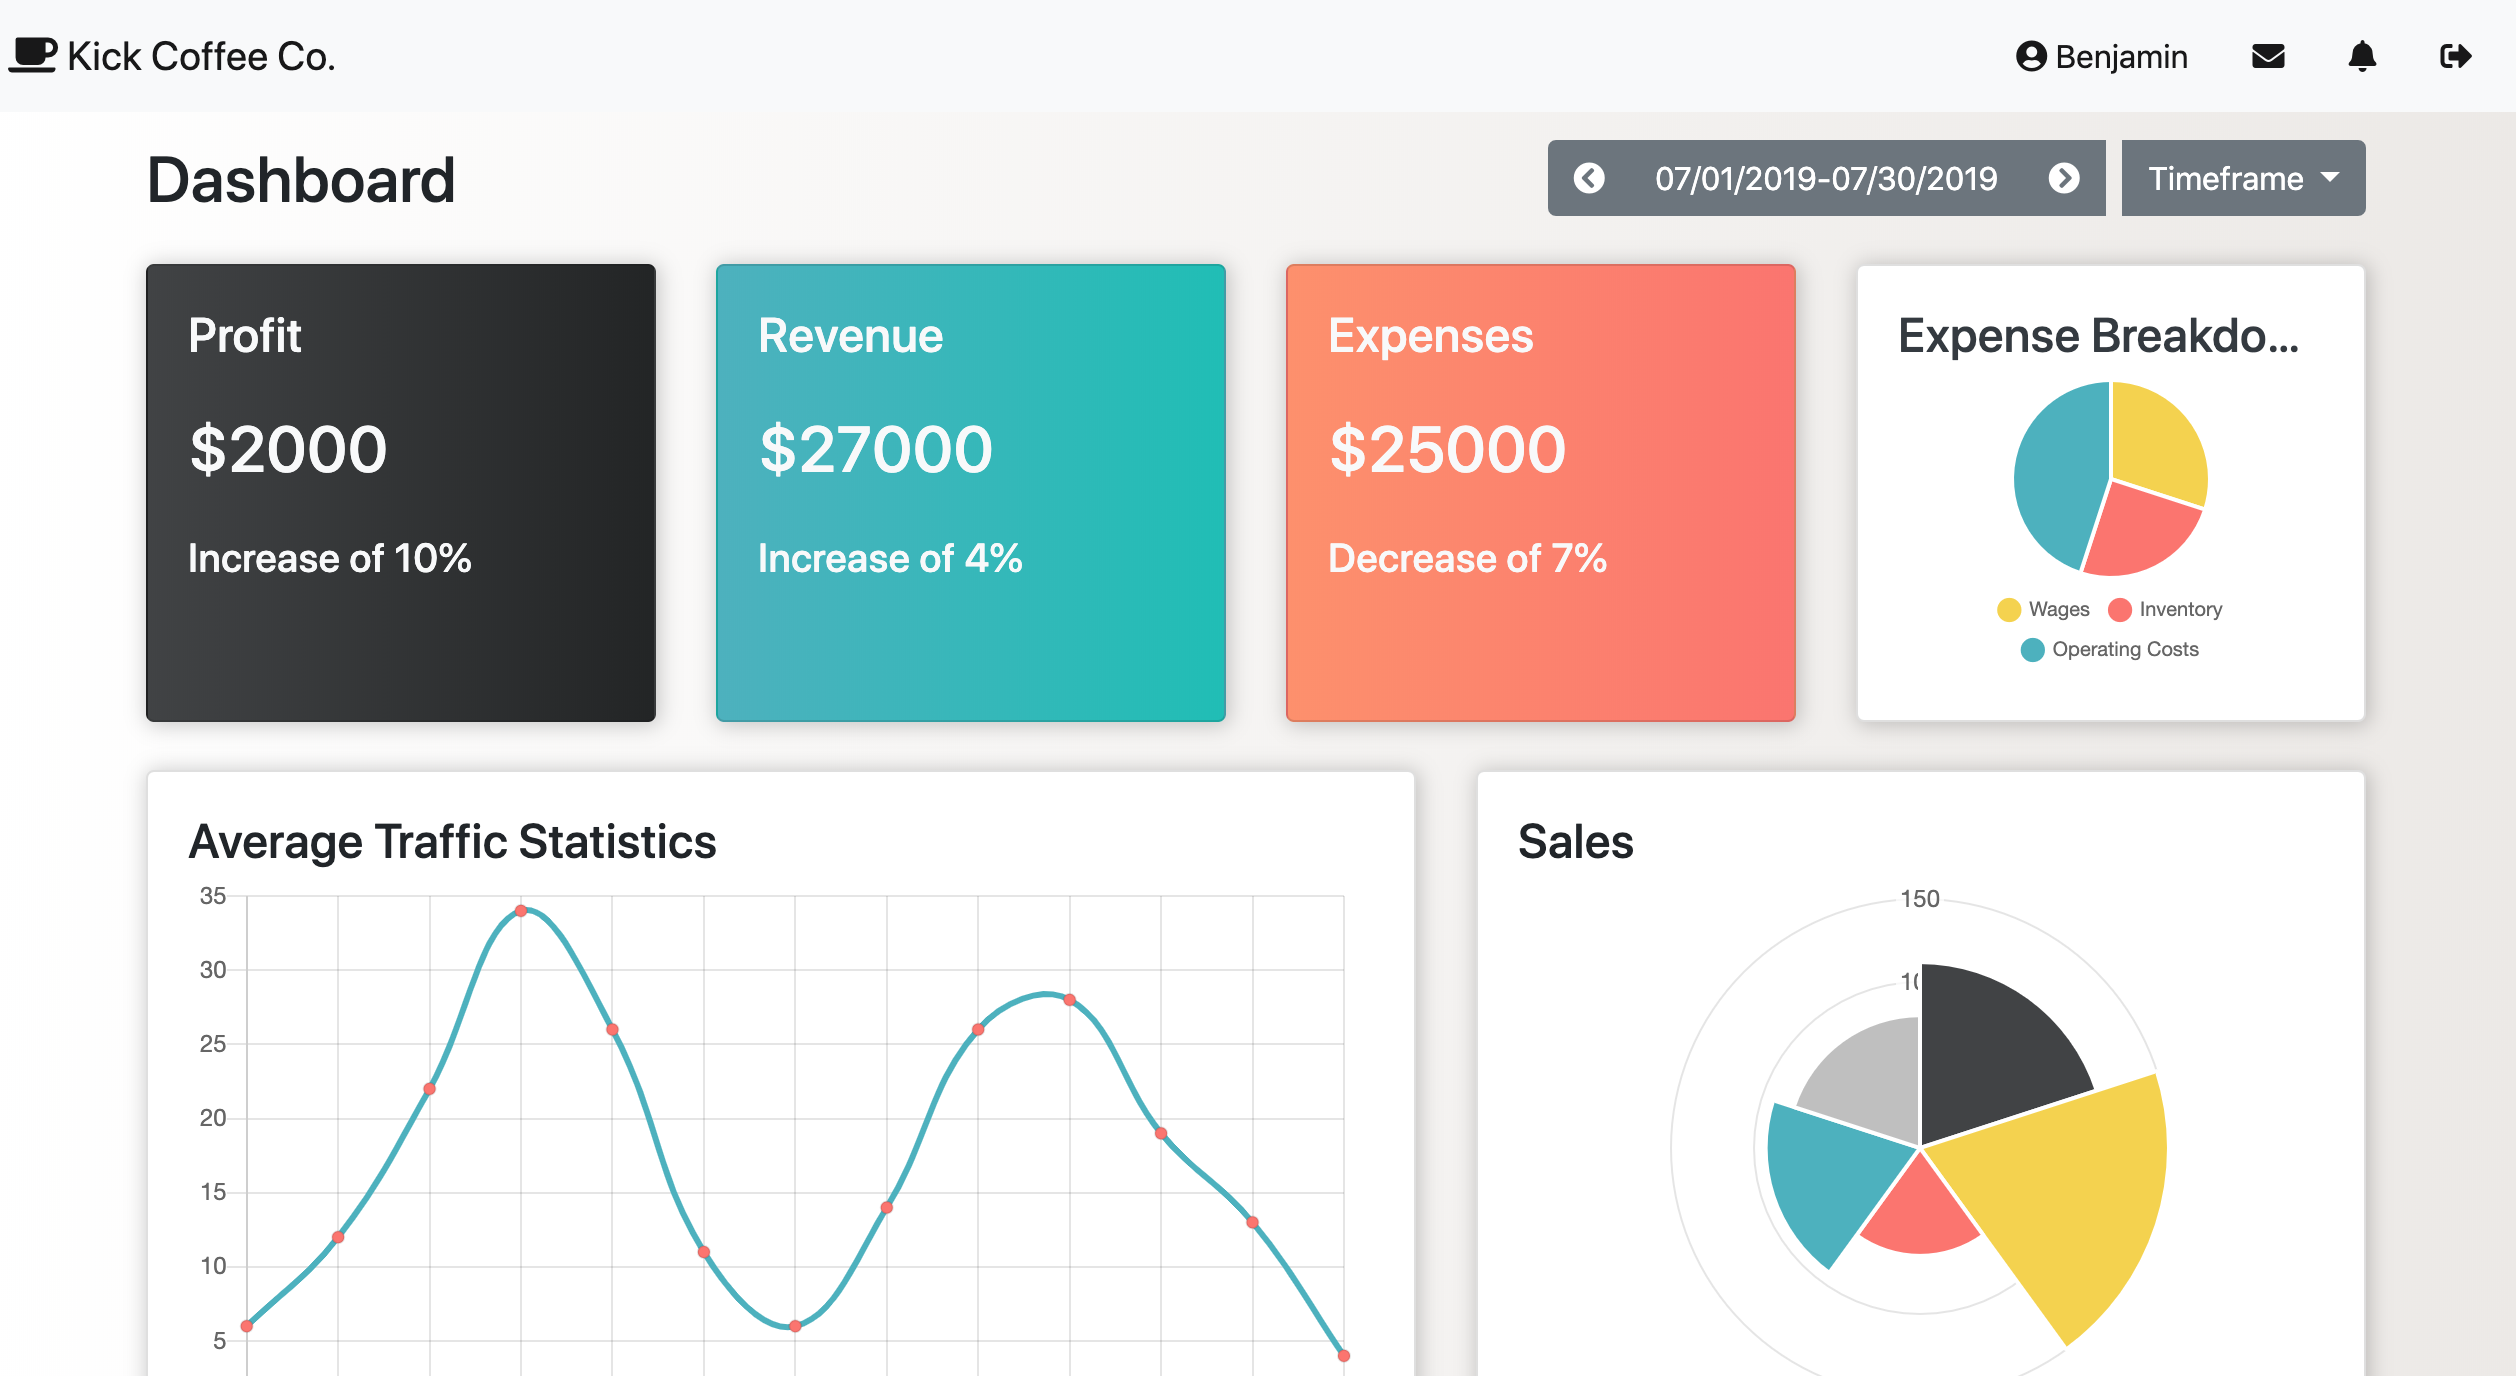 Kick Coffee Co.
Benjamin
Dashboard
07/01/2019-07/30/2019
Timeframe
Profit
$2000
Increase of 10%
Revenue
$27000
Increase of 4%
Expenses
$25000
Decrease of 7%
Expense Breakdo...
Wages
Inventory
Operating Costs
Average Traffic Statistics
35
30
25
20
15
10
5
Sales
150